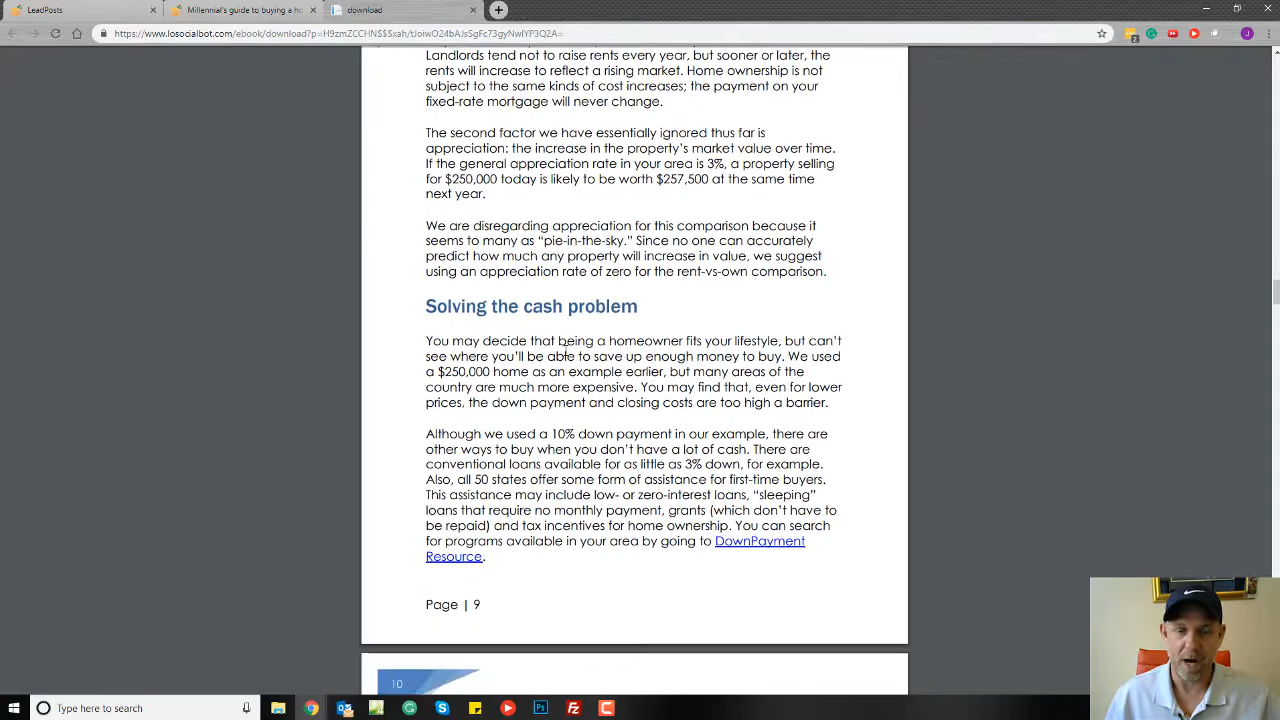 LeadPosts
Millennial's guide to buying a ho
download
https://www.losocialbot.com/ebook/download?p=
Landlords tend not to raise rents every year, but sooner or later, the
rents will increase to reflect a rising market. Home ownership is not
subject to the same kinds of cost increases; the payment on your
fixed-rate mortgage will never change.
The second factor we have essentially ignored thus far is
appreciation: the increase in the property's market value over time.
If the general appreciation rate in your area is 3%, a property selling
for $250,000 today is likely to be worth $257,500 at the same time
next year.
We are disregarding appreciation for this comparison because it
seems to many as “pie-in-the-sky.” Since no one can accurately
predict how much any property will increase in value, we suggest
using an appreciation rate of zero for the rent-vs-own comparison.
Solving the cash problem
You may decide that being a homeowner fits your lifestyle, but can't
see where you'll be able to save up enough money to buy. We used
a $250,000 home as an example earlier, but many areas of the
country are much more expensive. You may find that, even for lower
prices, the down payment and closing costs are too high a barrier.
Although we used a 10% down payment in our example, there are
other ways to buy when you don't have a lot of cash. There are
conventional loans available for as little as 3% down, for example.
Also, all 50 states offer some form of assistance for first-time buyers.
This assistance may include low- or zero-interest loans, “sleeping”
loans that require no monthly payment, grants (which don't have to
be repaid) and tax incentives for home ownership. You can search
for programs available in your area by going to DownPayment
Resource.
Page | 9
10
Type here to search